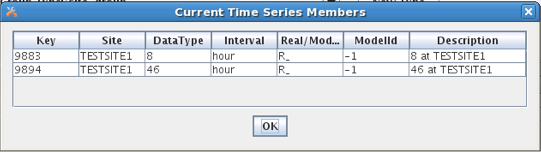 Current Time Series Members
Key Site DataType Interval Real/Mod... ModelId Description
9883 TESTSITE1 8 hour R_ -1 8 at TESTSITE1
9894 TESTSITE1 46 hour R_ -1 46 at TESTSITE1
OK